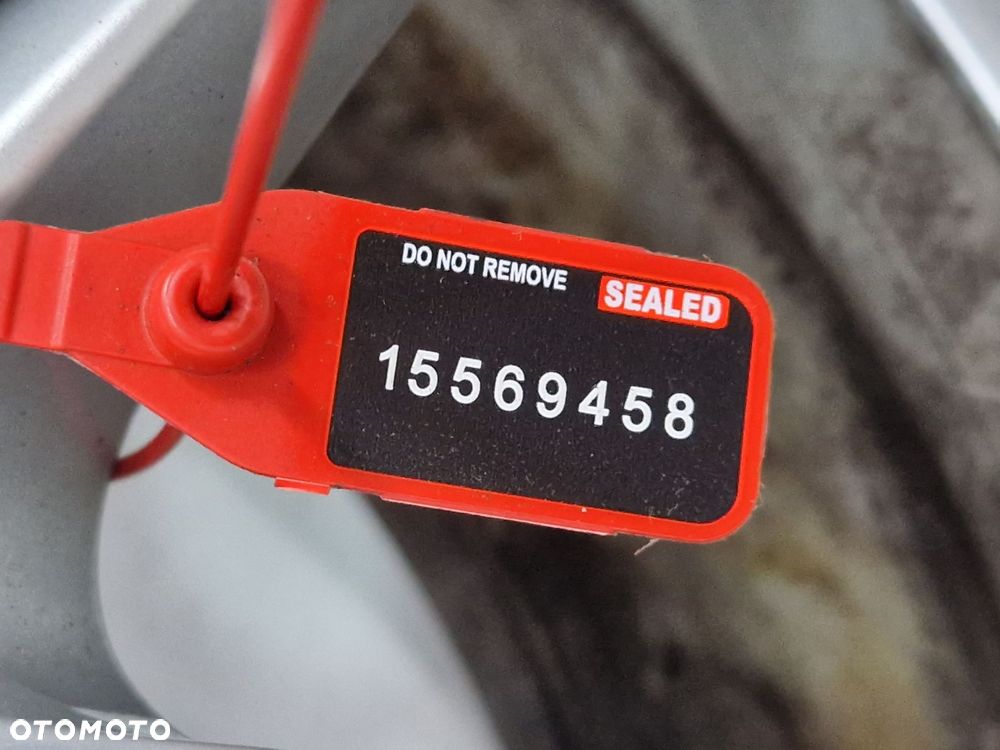 DO NOT REMOVE
SEALED
15569458
OTOMOTO